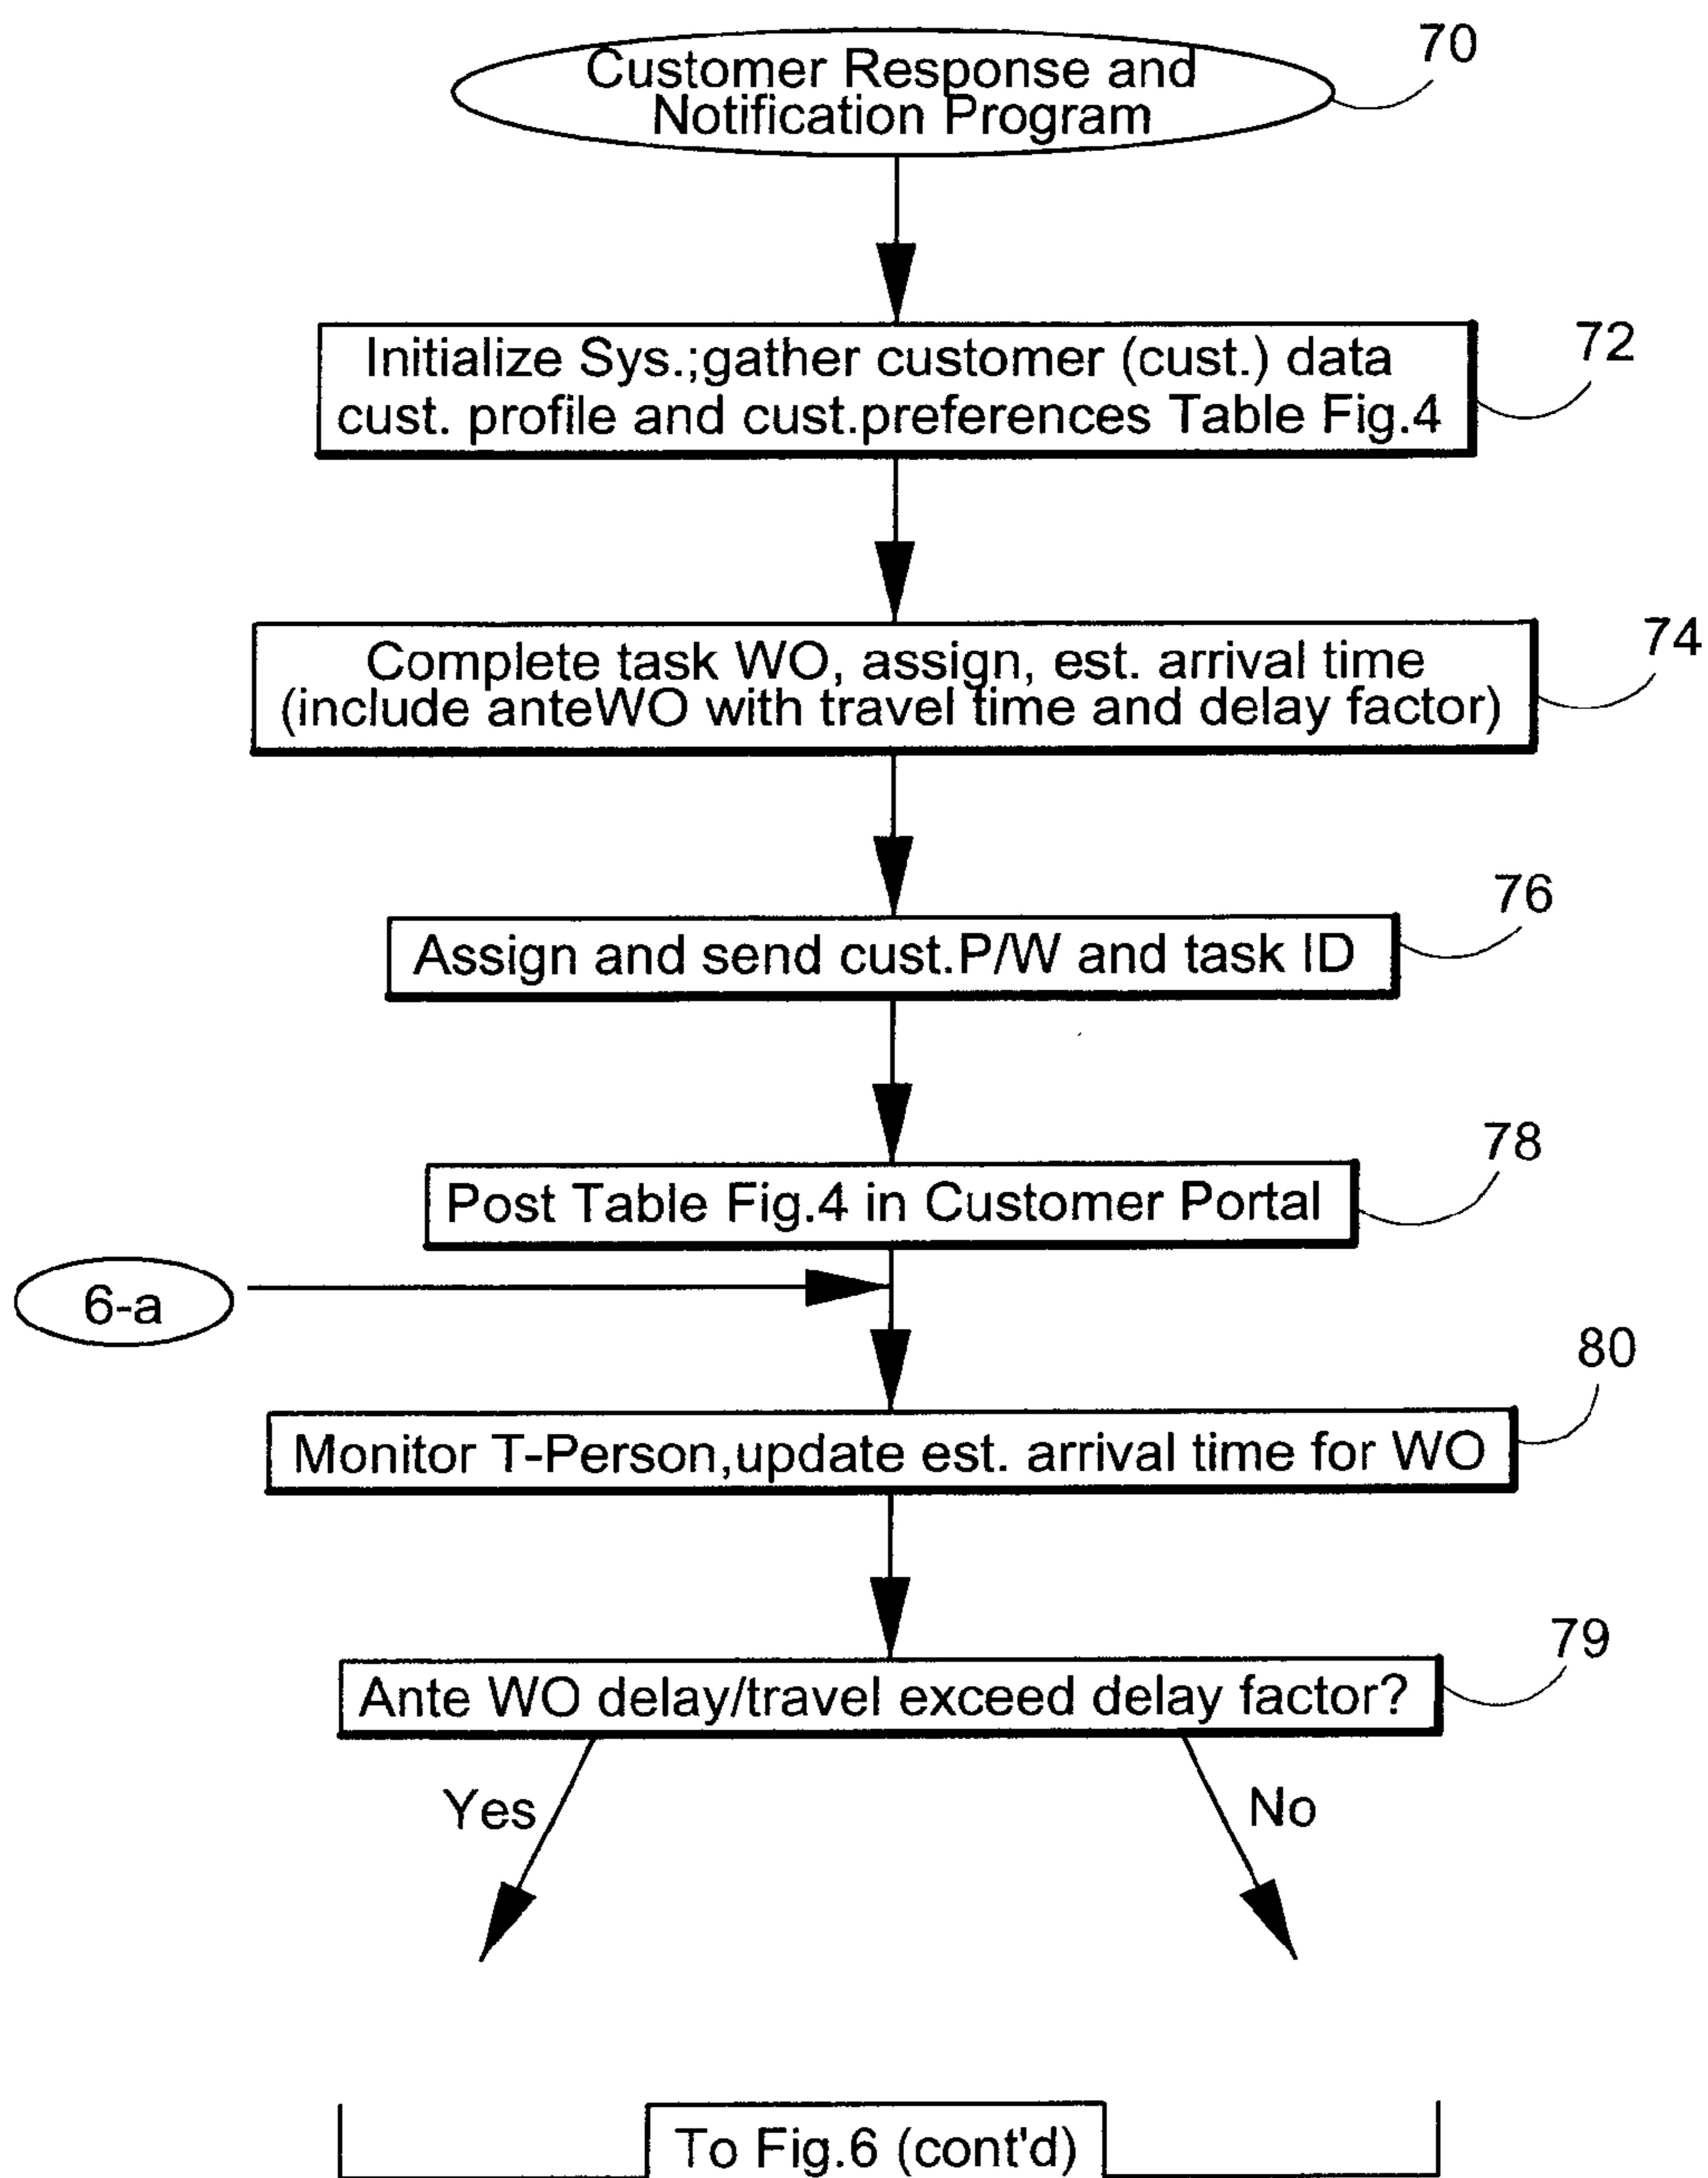 Customer Response and
Notification Program
70
Initialize Sys.;gather customer (cust.) data
cust. profile and cust.preferences Table Fig.4
72
Complete task WO, assign, est. arrival time
(include anteWO with travel time and delay factor)
74
Assign and send cust.P/W and task ID
76
Post Table Fig.4 in Customer Portal
78
6-a
Monitor T-Person,update est. arrival time for WO
80
Ante WO delay/travel exceed delay factor?
79
Yes
No
To Fig.6 (cont'd)